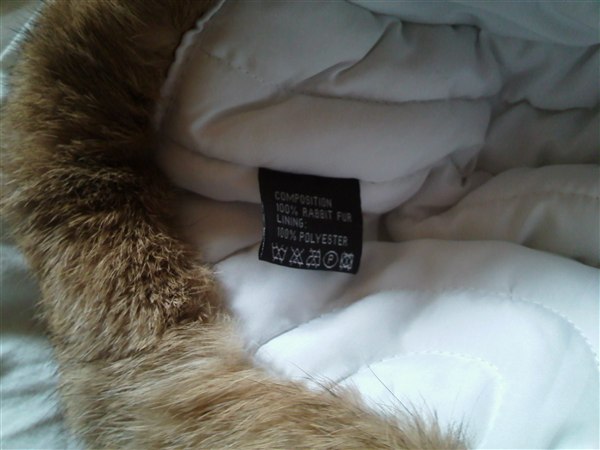 COMPOSITION
100% RABBIT FUR
LINING:
100% POLYESTER
P